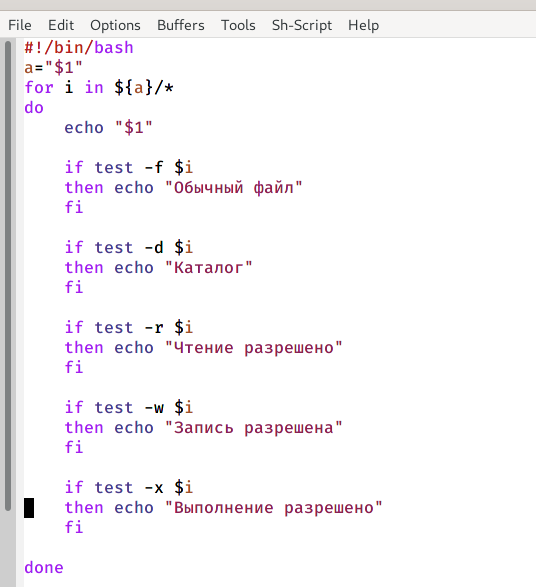 File Edit Options Buffers Tools Sh-Script Help
#!/bin/bash
a="$1"
for i in ${a}/*
do
    echo "$1"

    if test -f $i
    then echo "Обычный файл"
    fi

    if test -d $i
    then echo "Каталог"
    fi

    if test -r $i
    then echo "Чтение разрешено"
    fi

    if test -w $i
    then echo "Запись разрешена"
    fi

    if test -x $i
    then echo "Выполнение разрешено"
    fi

done